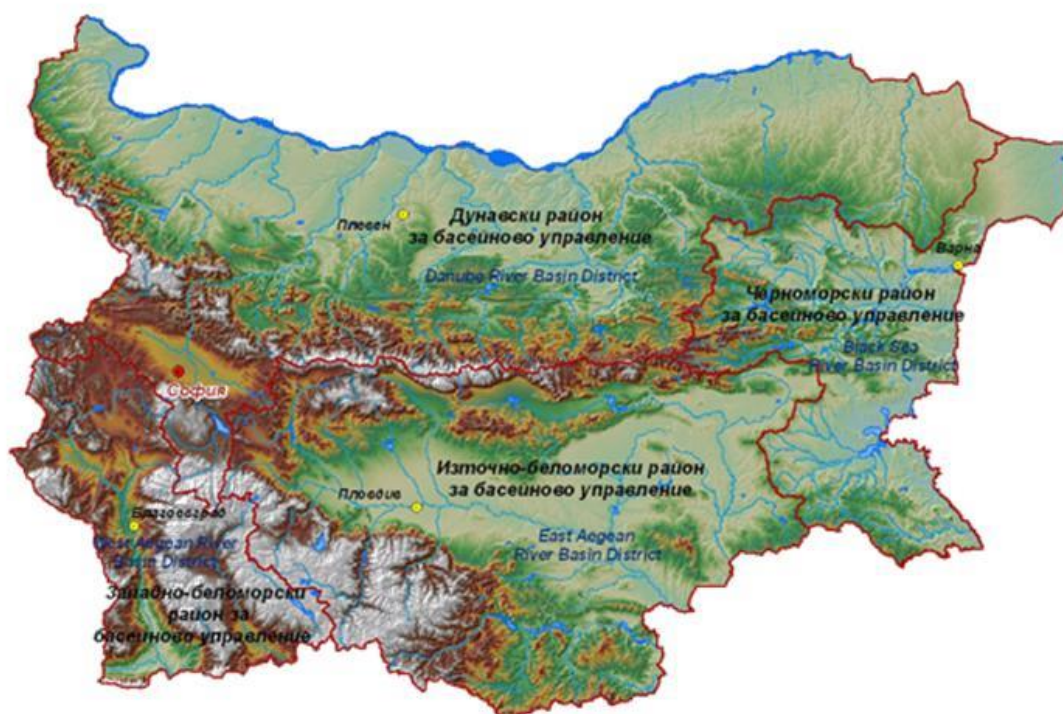 Дунавски район
за басейново управление
Плевен
Danube River Basin District
Варна
Черноморски район
за басейново управление
Black Sea
River Basin District
София
Източно-беломорски район
за басейново управление
Пловдив
Благоевград
East Aegean
River Basin District
West Aegean River
Basin District
Западно-беломорски
район за
басейново управление